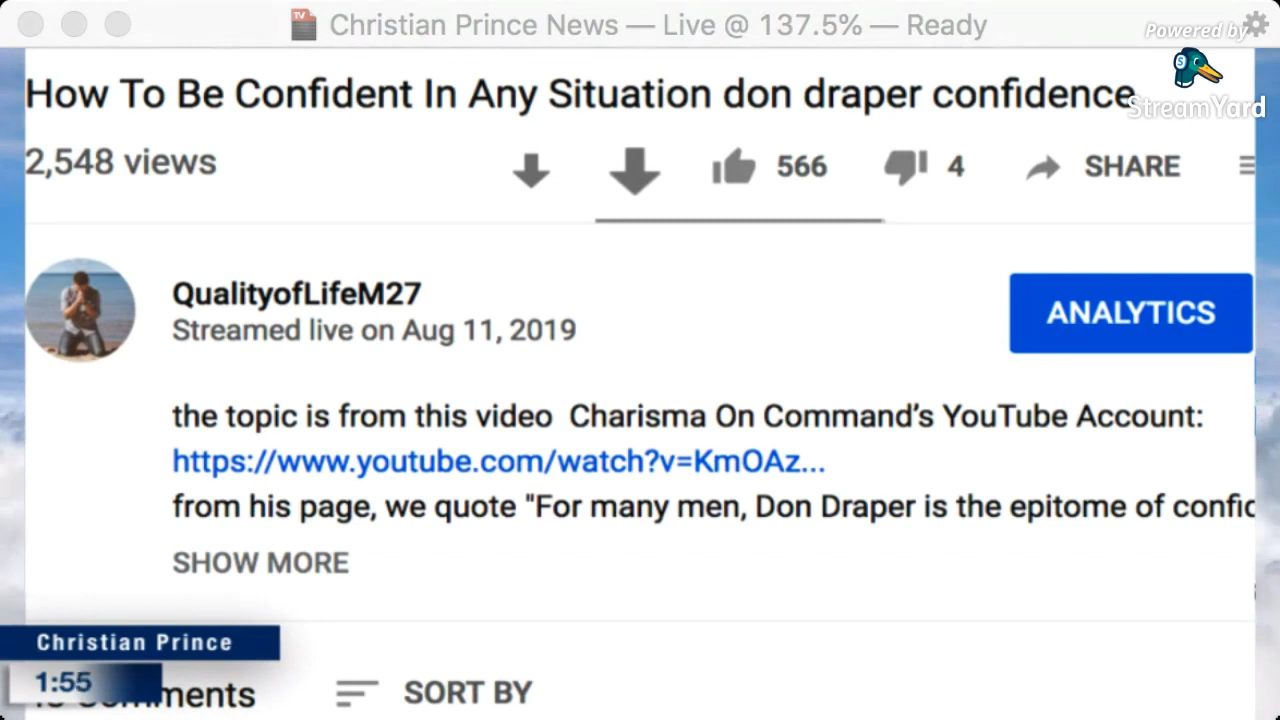 Christian Prince News — Live @ 137.5% — Ready
Powered by
StreamYard
How To Be Confident In Any Situation don draper confidence
2,548 views
566
4
SHARE
QualityofLifeM27
Streamed live on Aug 11, 2019
ANALYTICS
the topic is from this video Charisma On Command's YouTube Account:
https://www.youtube.com/watch?v=KmOAz...
from his page, we quote "For many men, Don Draper is the epitome of
SHOW MORE
Christian Prince
1:55
SORT BY